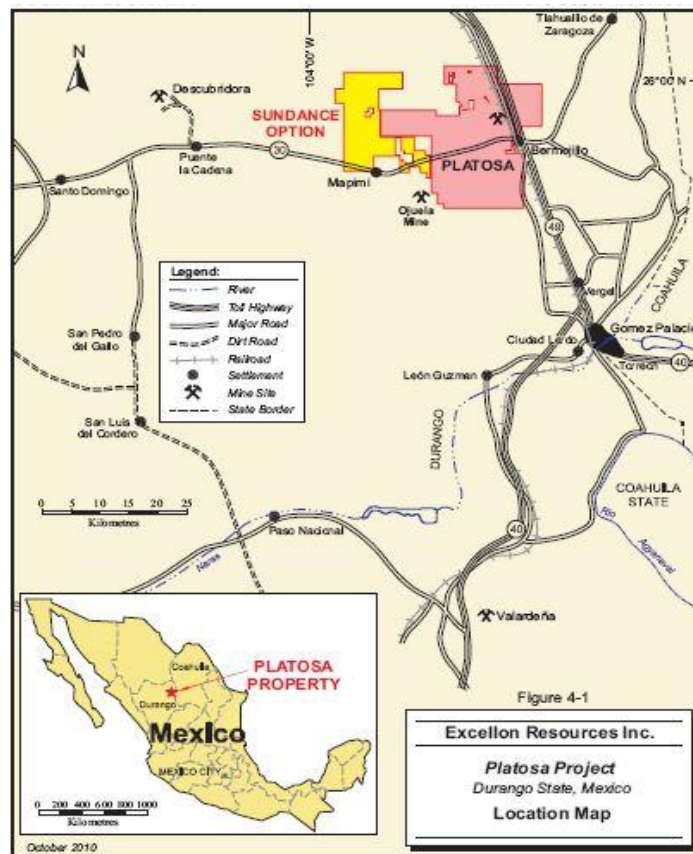 Tlahualilo de
Zaragoza
N
104°00' W
26°00' N
Descubridora
SUNDANCE
OPTION
Puente
la Cadena
30
Santo Domingo
Mapimi
PLATOSA
Bermejillo
Ojuela
Mine
49
Legend:
River
Toll Highway
Major Road
Dirt Road
Railroad
Settlement
Mine Site
State Border
Vergel
COAHUILA
San Pedro
del Gallo
Gomez Palacio
Ciudad Lerdo
Torreon
40
León Guzman
San Luis
del Cordero
DURANGO
COAHUILA
STATE
0 5 10 15 20 25
Kilometres
Rio
Aguanaval
40
Paso Nacional
Nazas
Valardeña
Coahuila
PLATOSA
PROPERTY
Durango
Mexico
MEXICO CITY
0 200 400 600 800 1000
Kilometres
October 2010
Figure 4-1
Excellon Resources Inc.
Platosa Project
Durango State, Mexico
Location Map